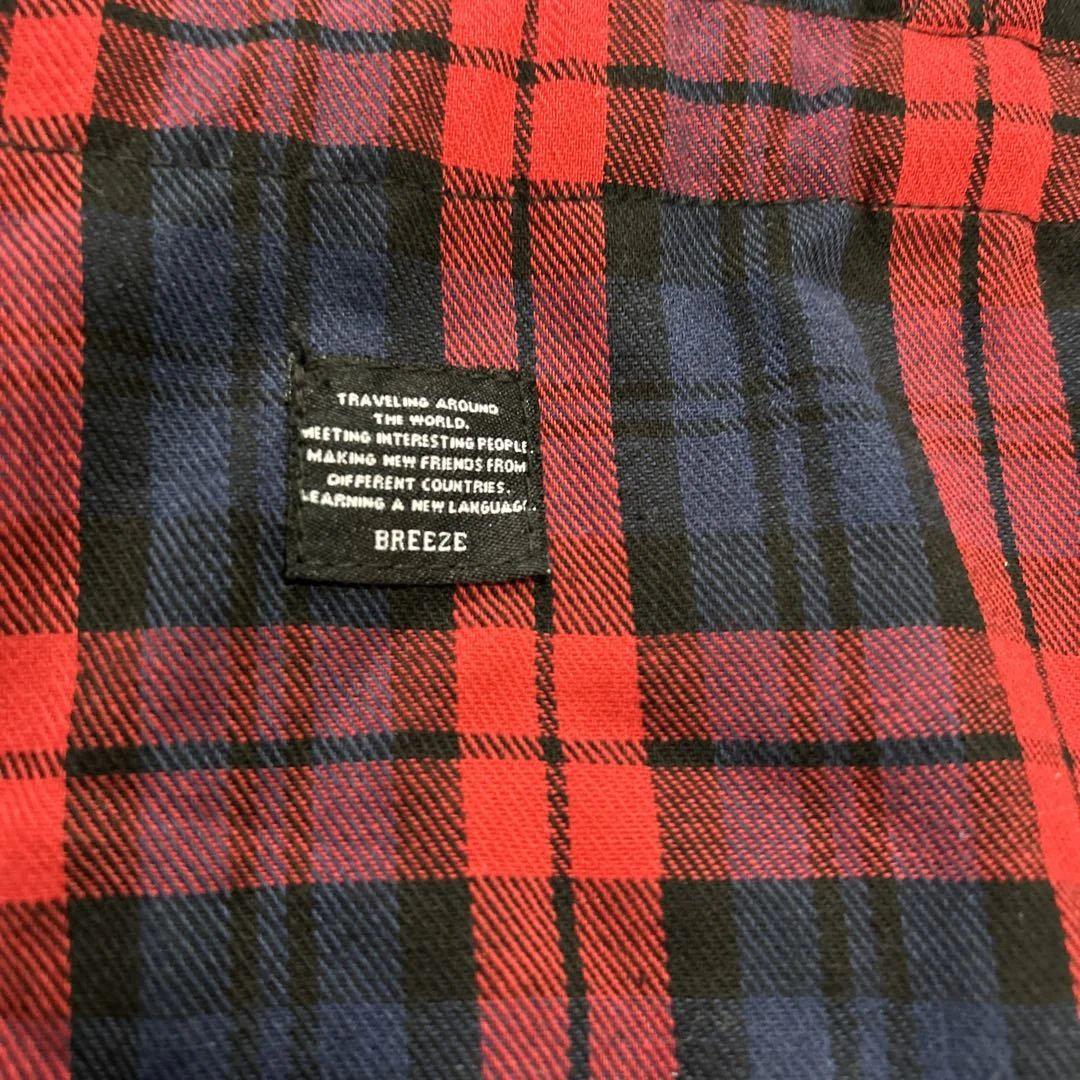 TRAVELING AROUND
THE WORLD.
MEETING INTERESTING PEOPLE.
MAKING NEW FRIENDS FROM
DIFFERENT COUNTRIES.
LEARNING A NEW LANGUAGE.
BREEZE